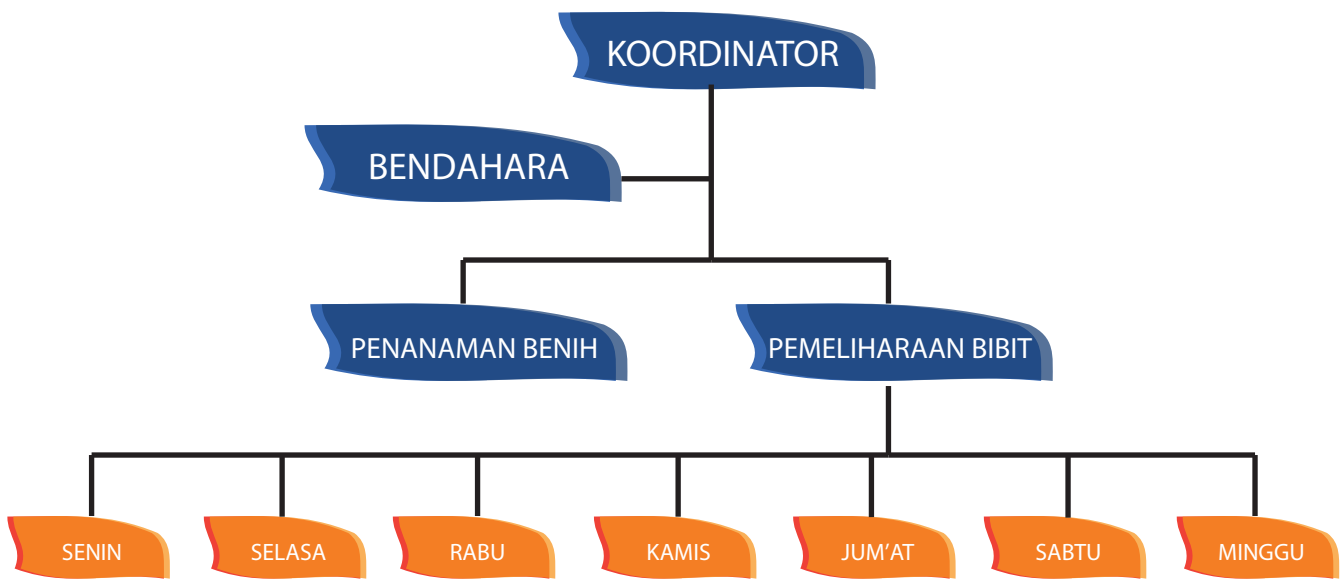 KOORDINATOR
BENDAHARA
PENANAMAN BENIH
PEMELIHARAAN BIBIT
SENIN
SELASA
RABU
KAMIS
JUM’AT
SABTU
MINGGU